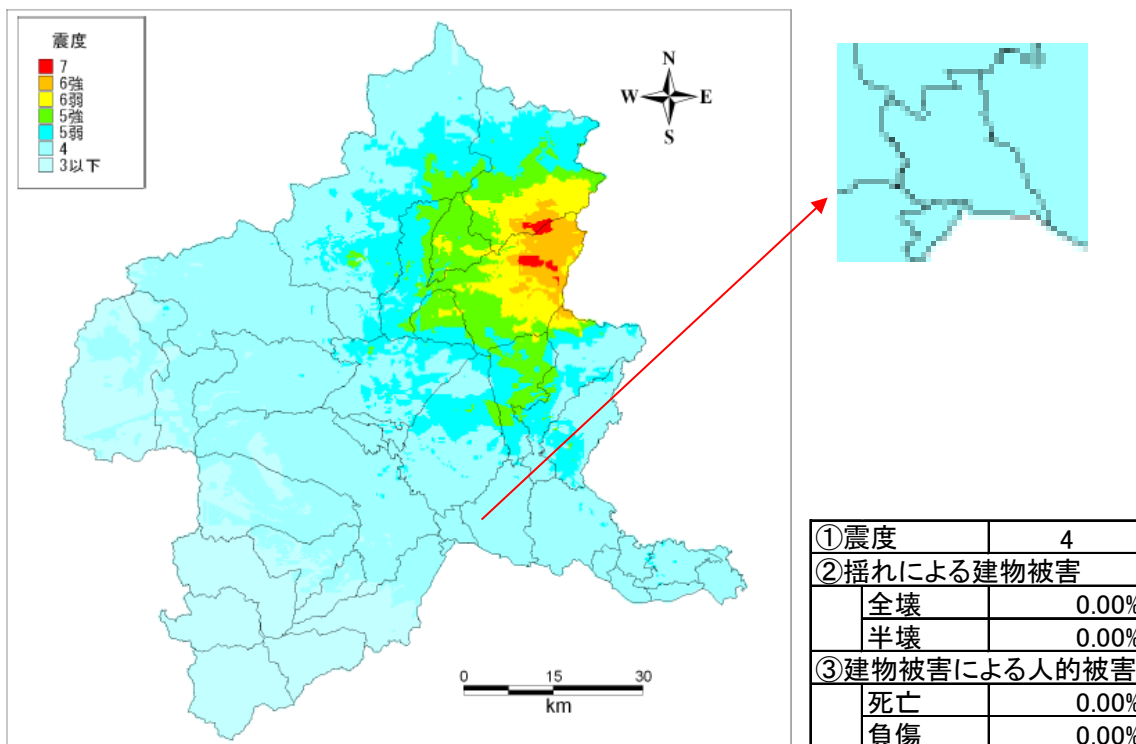 震度
7
6強
6弱
5強
5弱
4
3以下
N
W E
S
0 15 30
km
①震度 4
②揺れによる建物被害
全壊 0.00%
半壊 0.00%
③建物被害による人的被害
死亡 0.00%
負傷 0.00%